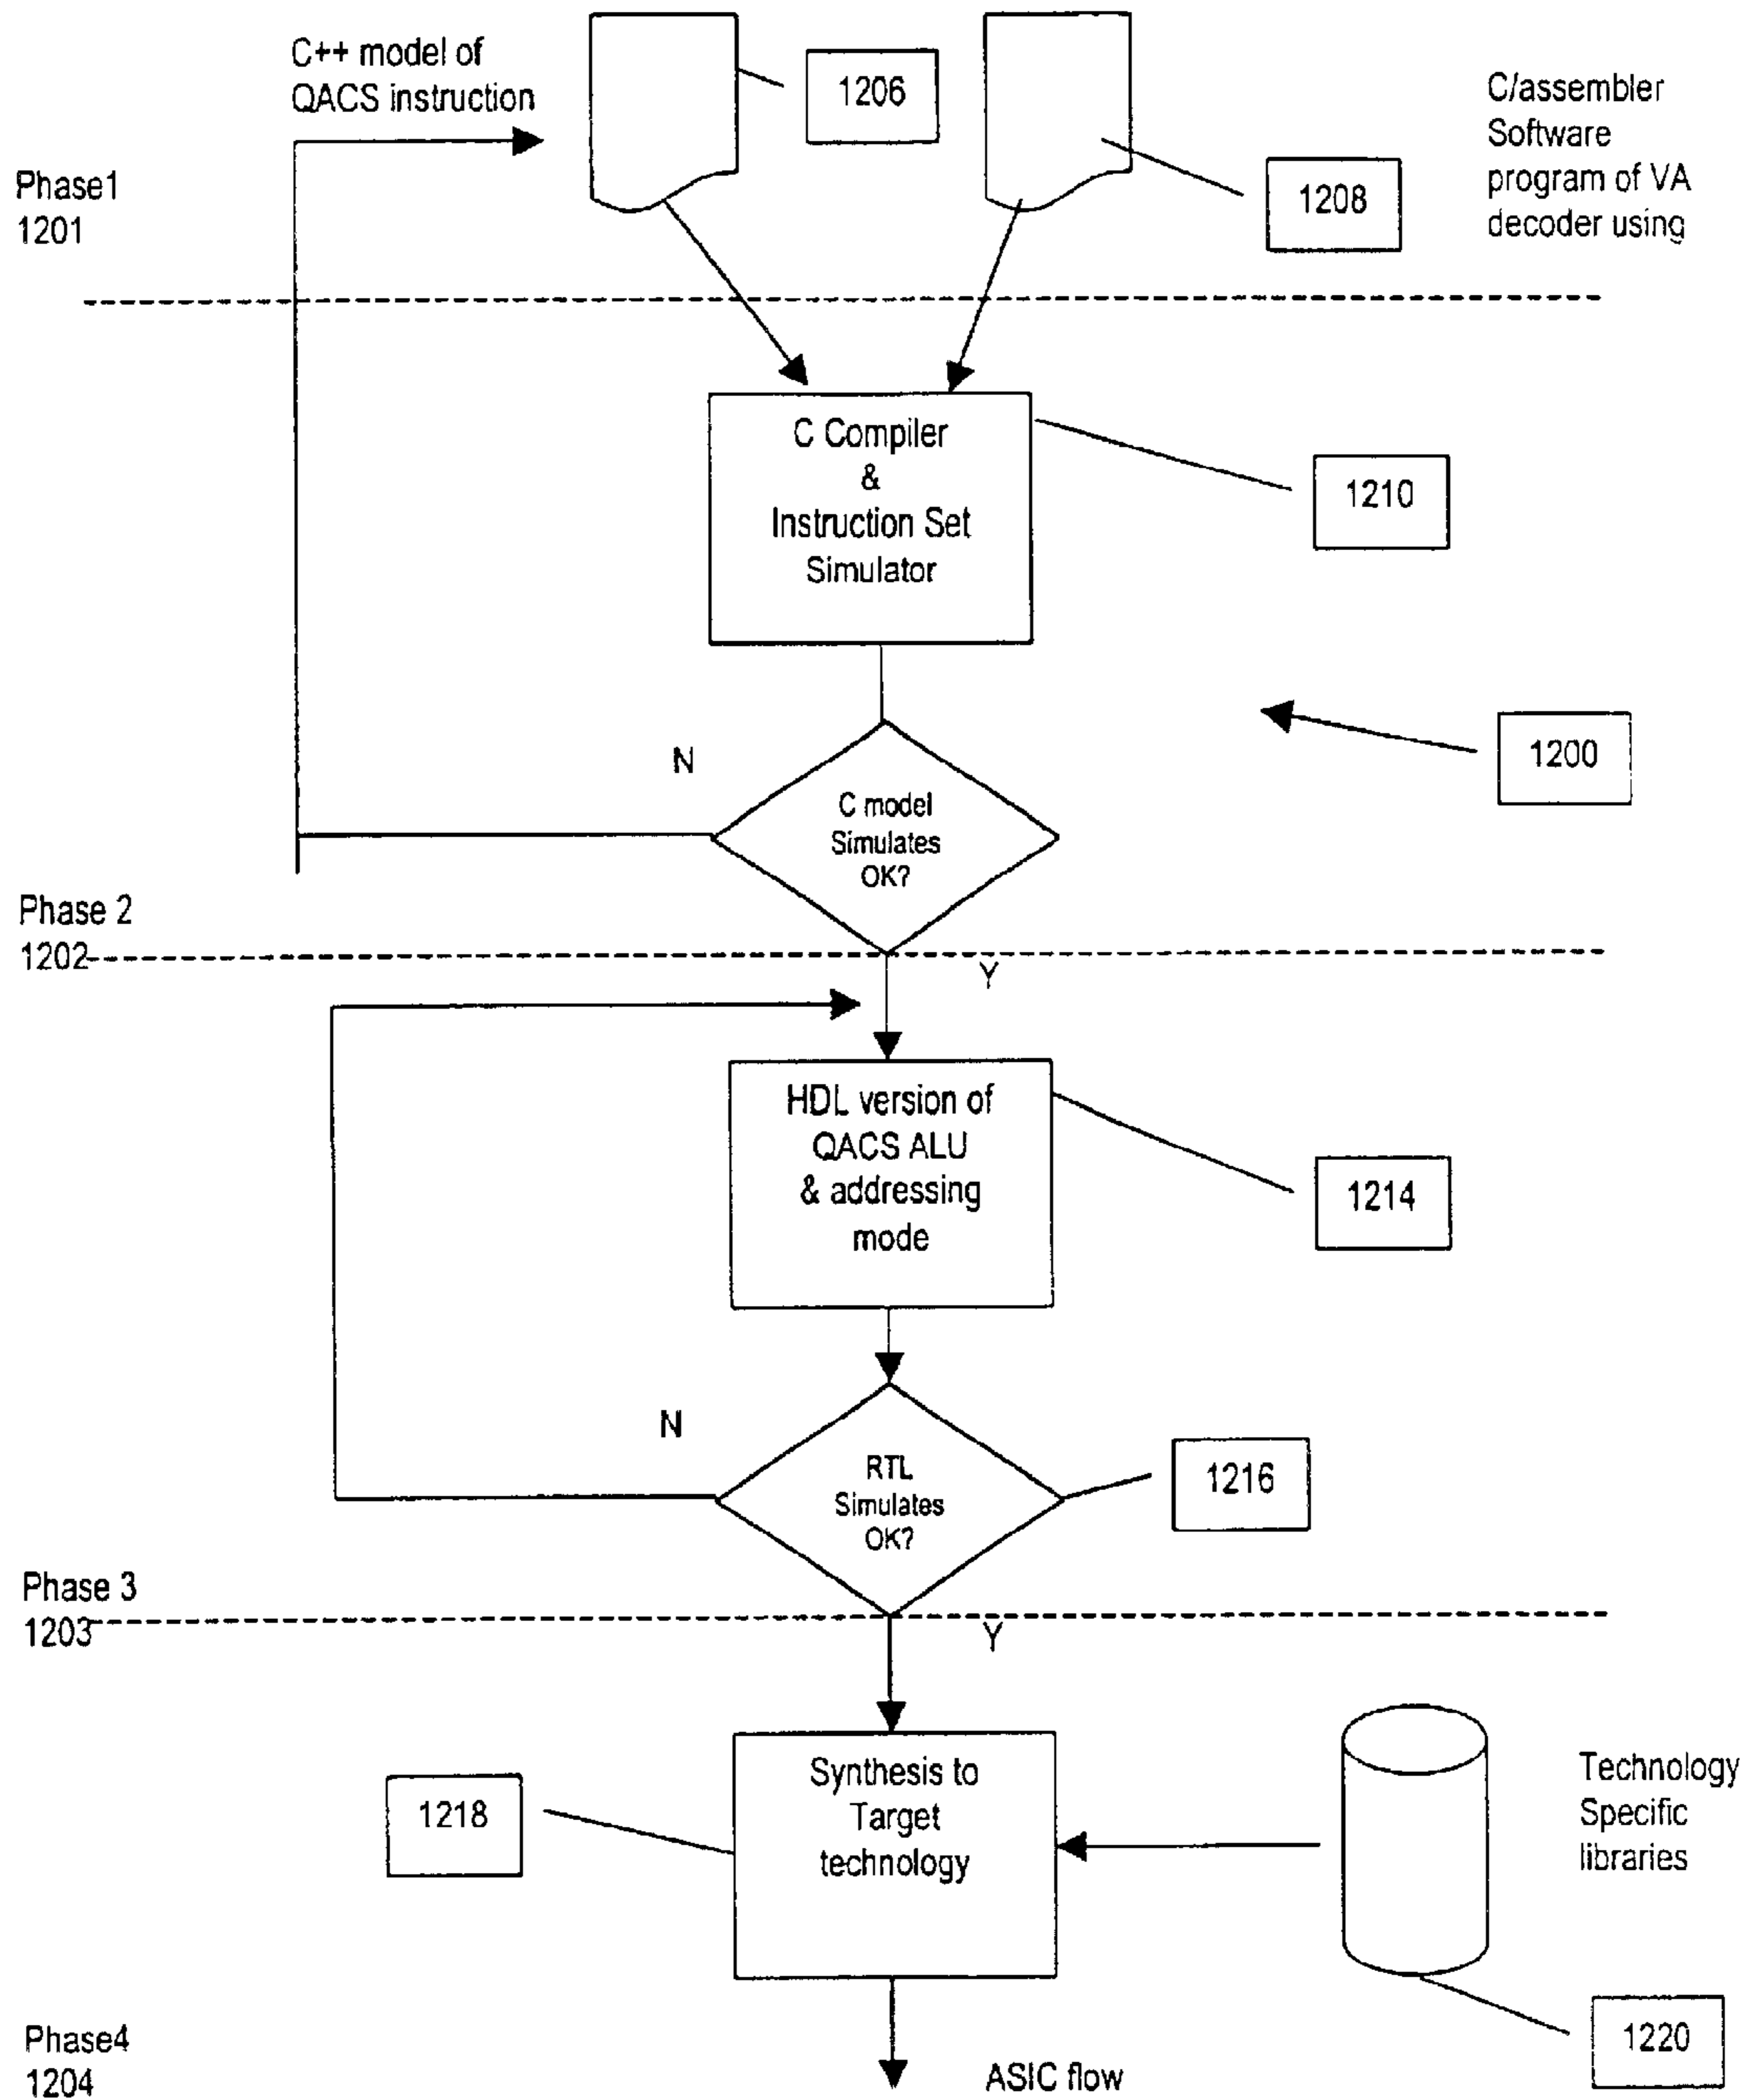 C++ model of
QACS instruction
1206
C/assembler
Software
program of VA
decoder using
1208
Phase1
1201
C Compiler
&
Instruction Set
Simulator
1210
1200
N
C model
Simulates
OK?
Phase 2
1202
Y
HDL version of
QACS ALU
& addressing
mode
1214
N
RTL
Simulates
OK?
1216
Phase 3
1203
Y
Synthesis to
Target
technology
1218
Technology
Specific
libraries
1220
Phase4
1204
ASIC flow